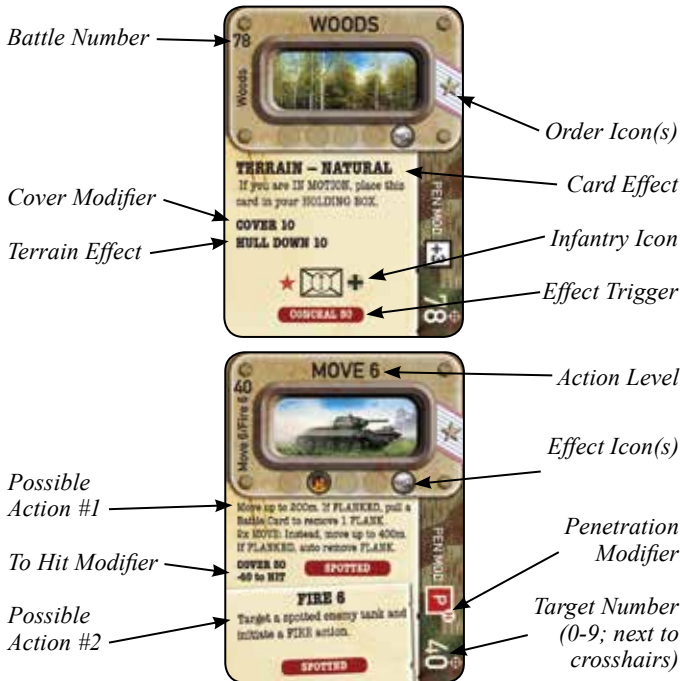 WOODS
Battle Number
78
Woods
Order Icon(s)
TERRAIN – NATURAL
If you are IN MOTION, place this
card in your HOLDING BOX.
Card Effect
Cover Modifier
COVER 10
Terrain Effect
HULL DOWN 10
PEN MOD
+3
Infantry Icon
Effect Trigger
CONCEAL 50
78
MOVE 6
Action Level
40
Move 6/Fire 6
Effect Icon(s)
Possible
Action #1
Move up to 200m. If FLANKED, pull a
Battle Card to remove 1 FLANK.
2x MOVE: Instead, move up to 400m.
If FLANKED, auto remove FLANK.
To Hit Modifier
COVER 50
-40 to HIT
SPOTTED
PEN MOD
P
Penetration
Modifier
Possible
Action #2
FIRE 6
Target a spotted enemy tank and
initiate a FIRE action.
SPOTTED
40
Target Number
(0-9; next to
crosshairs)